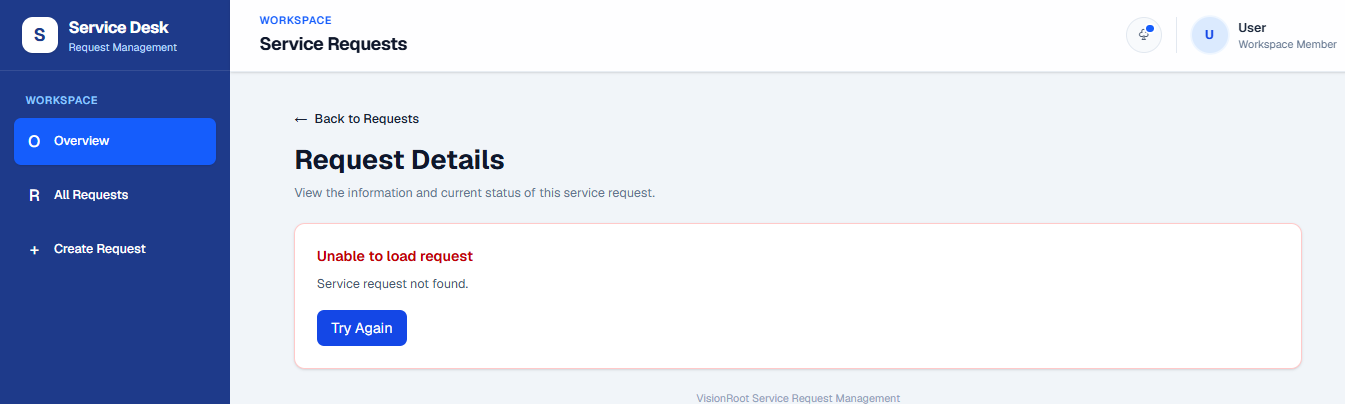 S
Service Desk
Request Management
WORKSPACE
O Overview
R All Requests
+ Create Request
WORKSPACE
Service Requests
U
User
Workspace Member
← Back to Requests
Request Details
View the information and current status of this service request.
Unable to load request
Service request not found.
Try Again
VisionRoot Service Request Management